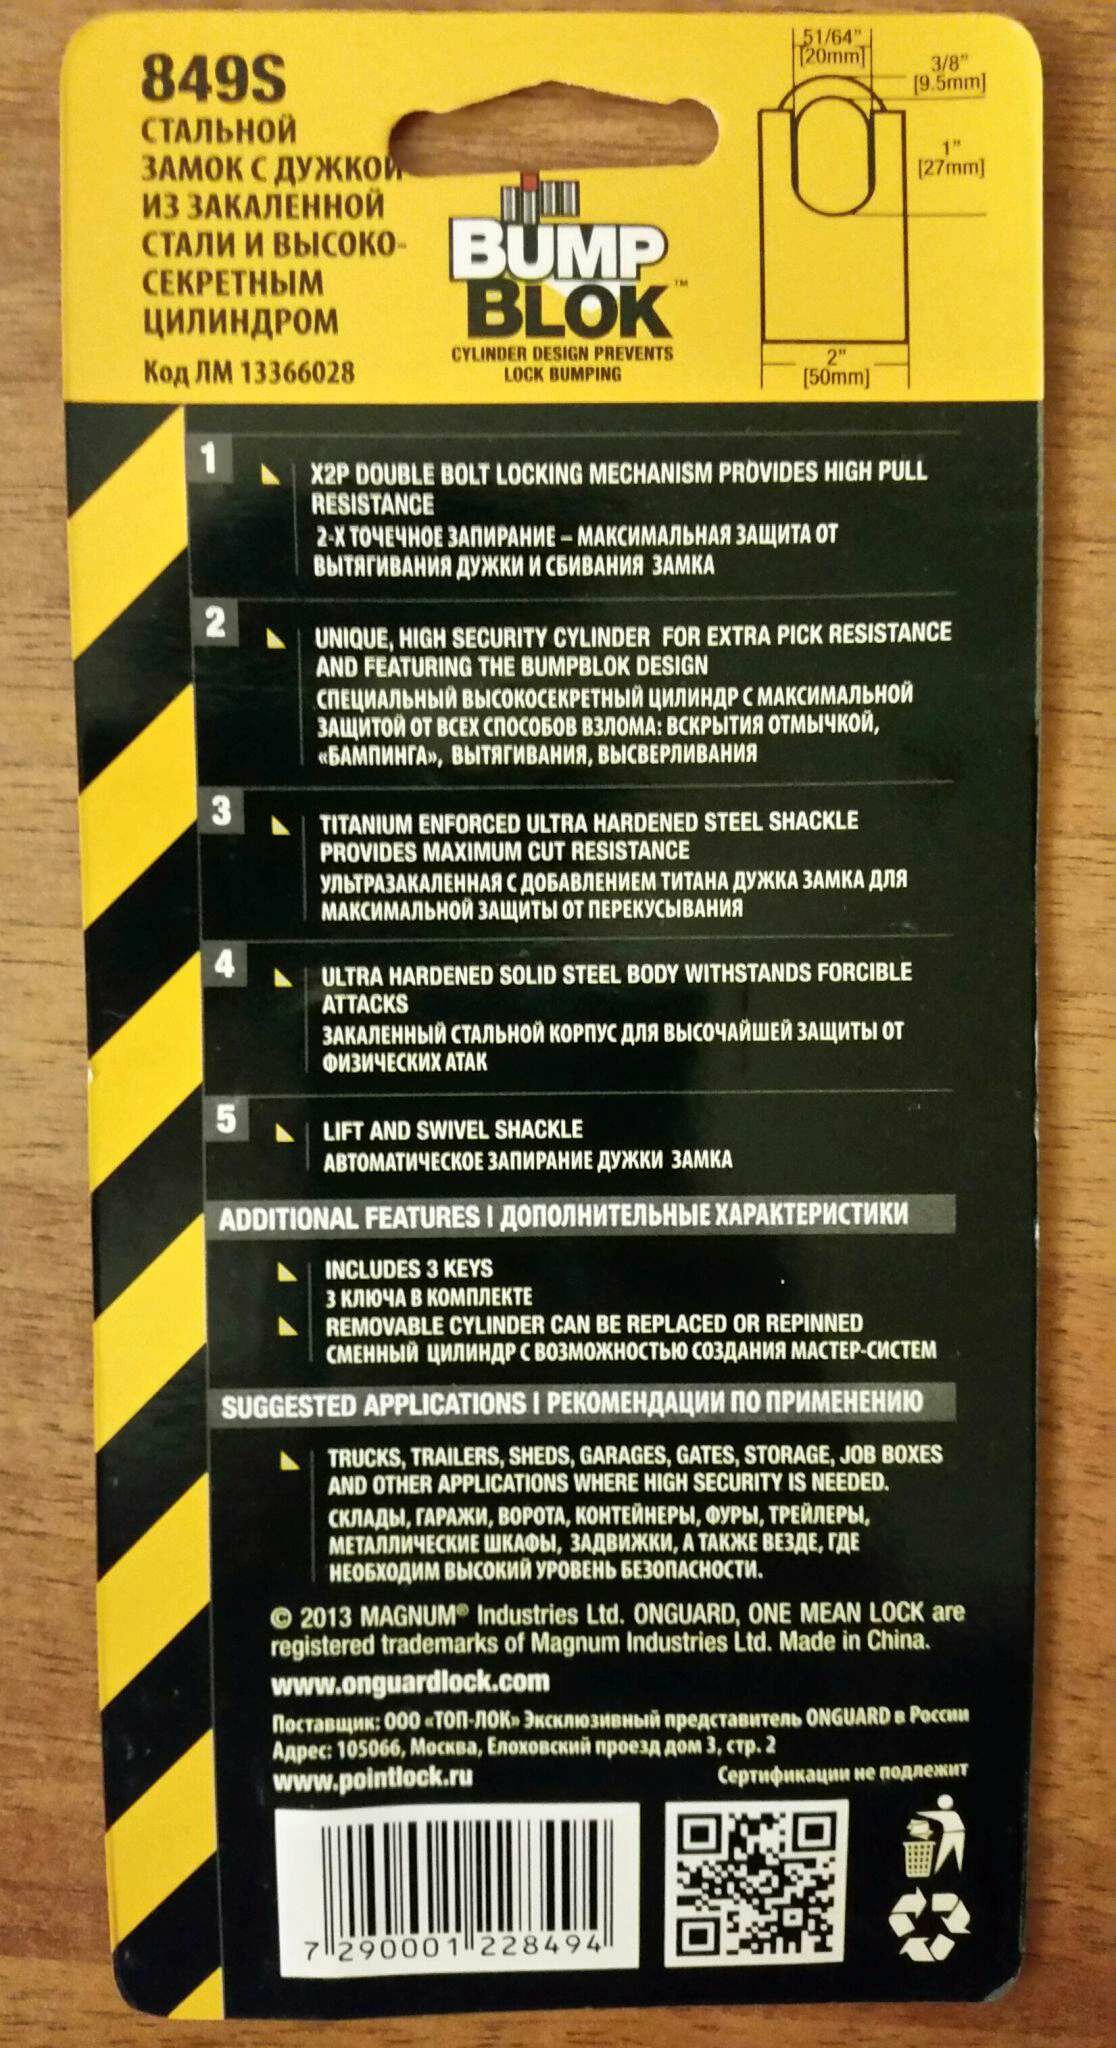 849S
СТАЛЬНОЙ
ЗАМОК С ДУЖКОЙ
ИЗ ЗАКАЛЕННОЙ
СТАЛИ И ВЫСОКО-
СЕКРЕТНЫМ
ЦИЛИНДРОМ
Код ЛМ 13366028
BUMP
BLOK™
CYLINDER DESIGN PREVENTS
LOCK BUMPING
51/64"
[20mm]
3/8"
[9.5mm]
1"
[27mm]
2"
[50mm]
1
X2P DOUBLE BOLT LOCKING MECHANISM PROVIDES HIGH PULL
RESISTANCE
2-Х ТОЧЕЧНОЕ ЗАПИРАНИЕ – МАКСИМАЛЬНАЯ ЗАЩИТА ОТ
ВЫТЯГИВАНИЯ ДУЖКИ И СБИВАНИЯ ЗАМКА
2
UNIQUE, HIGH SECURITY CYLINDER FOR EXTRA PICK RESISTANCE
AND FEATURING THE BUMPBLOK DESIGN
СПЕЦИАЛЬНЫЙ ВЫСОКОСЕКРЕТНЫЙ ЦИЛИНДР С МАКСИМАЛЬНОЙ
ЗАЩИТОЙ ОТ ВСЕХ СПОСОБОВ ВЗЛОМА: ВСКРЫТИЯ ОТМЫЧКОЙ,
«БАМПИНГА», ВЫТЯГИВАНИЯ, ВЫСВЕРЛИВАНИЯ
3
TITANIUM ENFORCED ULTRA HARDENED STEEL SHACKLE
PROVIDES MAXIMUM CUT RESISTANCE
УЛЬТРАЗАКАЛЕННАЯ С ДОБАВЛЕНИЕМ ТИТАНА ДУЖКА ЗАМКА ДЛЯ
МАКСИМАЛЬНОЙ ЗАЩИТЫ ОТ ПЕРЕКУСЫВАНИЯ
4
ULTRA HARDENED SOLID STEEL BODY WITHSTANDS FORCIBLE
ATTACKS
ЗАКАЛЕННЫЙ СТАЛЬНОЙ КОРПУС ДЛЯ ВЫСОЧАЙШЕЙ ЗАЩИТЫ ОТ
ФИЗИЧЕСКИХ АТАК
5
LIFT AND SWIVEL SHACKLE
АВТОМАТИЧЕСКОЕ ЗАПИРАНИЕ ДУЖКИ ЗАМКА
ADDITIONAL FEATURES | ДОПОЛНИТЕЛЬНЫЕ ХАРАКТЕРИСТИКИ
INCLUDES 3 KEYS
3 КЛЮЧА В КОМПЛЕКТЕ
REMOVABLE CYLINDER CAN BE REPLACED OR REPINNED
СМЕННЫЙ ЦИЛИНДР С ВОЗМОЖНОСТЬЮ СОЗДАНИЯ МАСТЕР-СИСТЕМ
SUGGESTED APPLICATIONS | РЕКОМЕНДАЦИИ ПО ПРИМЕНЕНИЮ
TRUCKS, TRAILERS, SHEDS, GARAGES, GATES, STORAGE, JOB BOXES
AND OTHER APPLICATIONS WHERE HIGH SECURITY IS NEEDED.
СКЛАДЫ, ГАРАЖИ, ВОРОТА, КОНТЕЙНЕРЫ, ФУРЫ, ТРЕЙЛЕРЫ,
МЕТАЛЛИЧЕСКИЕ ШКАФЫ, ЗАДВИЖКИ, А ТАКЖЕ ВЕЗДЕ, ГДЕ
НЕОБХОДИМ ВЫСОКИЙ УРОВЕНЬ БЕЗОПАСНОСТИ.
© 2013 MAGNUM® Industries Ltd. ONGUARD, ONE MEAN LOCK are
registered trademarks of Magnum Industries Ltd. Made in China.
www.onguardlock.com
Поставщик: ООО «ТОП-ЛОК» Эксклюзивный представитель ONGUARD в России
Адрес: 105066, Москва, Елоховский проезд дом 3, стр. 2
www.pointlock.ru
Сертификации не подлежит
7 290001 228494